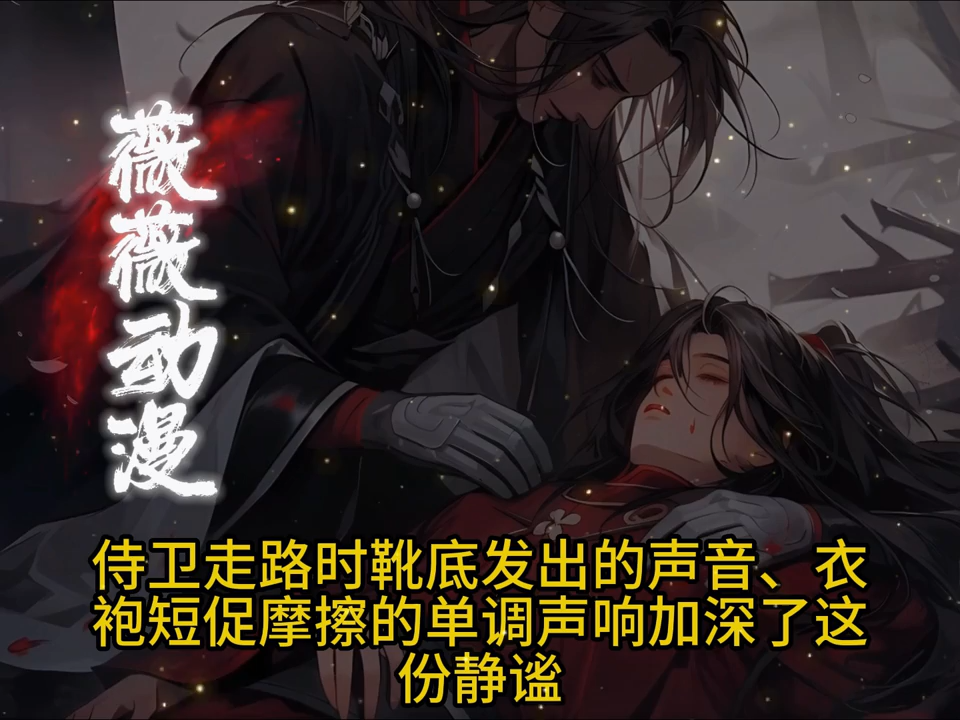 薇薇动漫
侍卫走路时靴底发出的声音、衣
袍短促摩擦的单调声响加深了这
份静谧